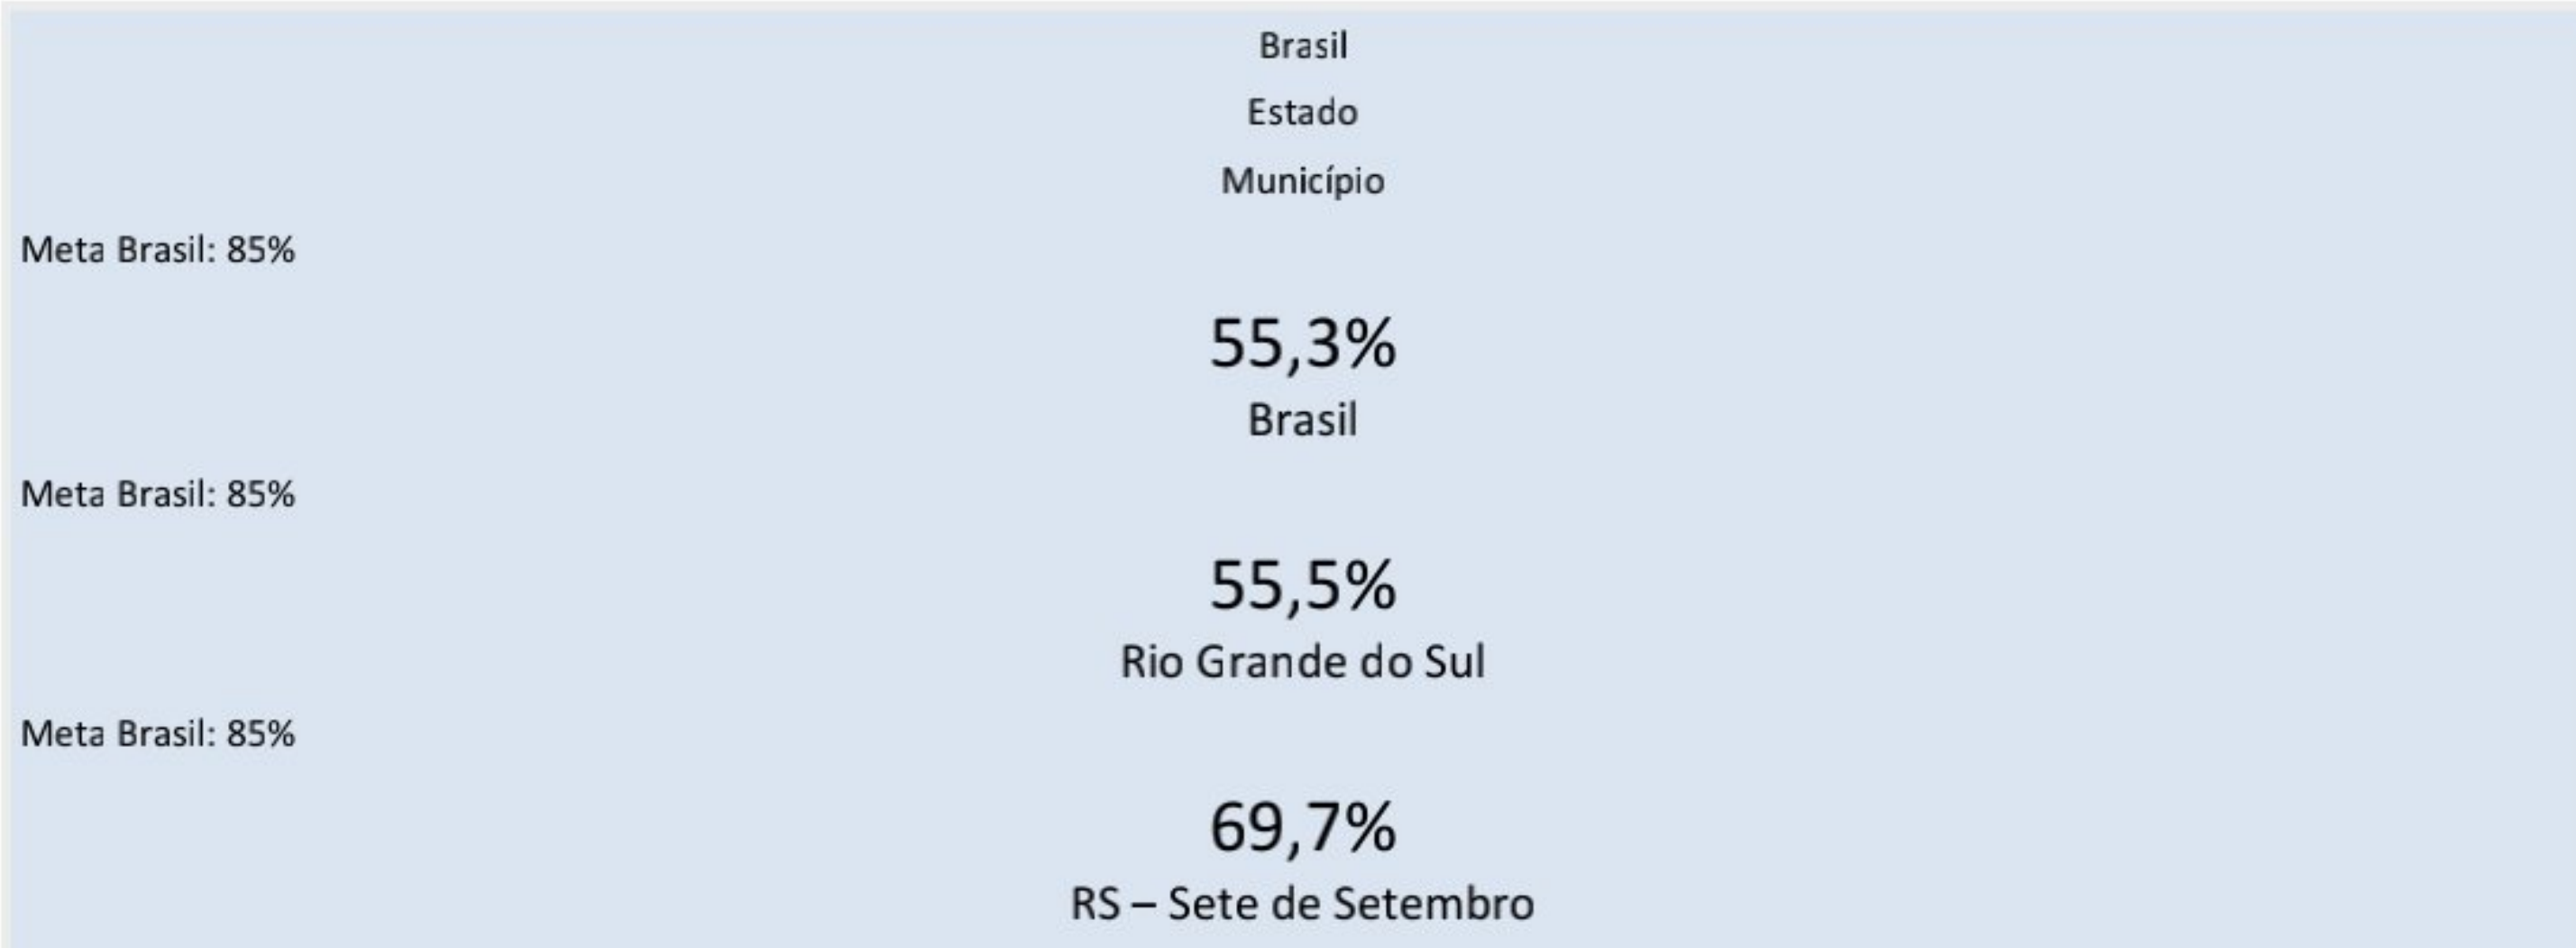 Brasil
Estado
Município
Meta Brasil: 85%
55,3%
Brasil
Meta Brasil: 85%
55,5%
Rio Grande do Sul
Meta Brasil: 85%
69,7%
RS – Sete de Setembro